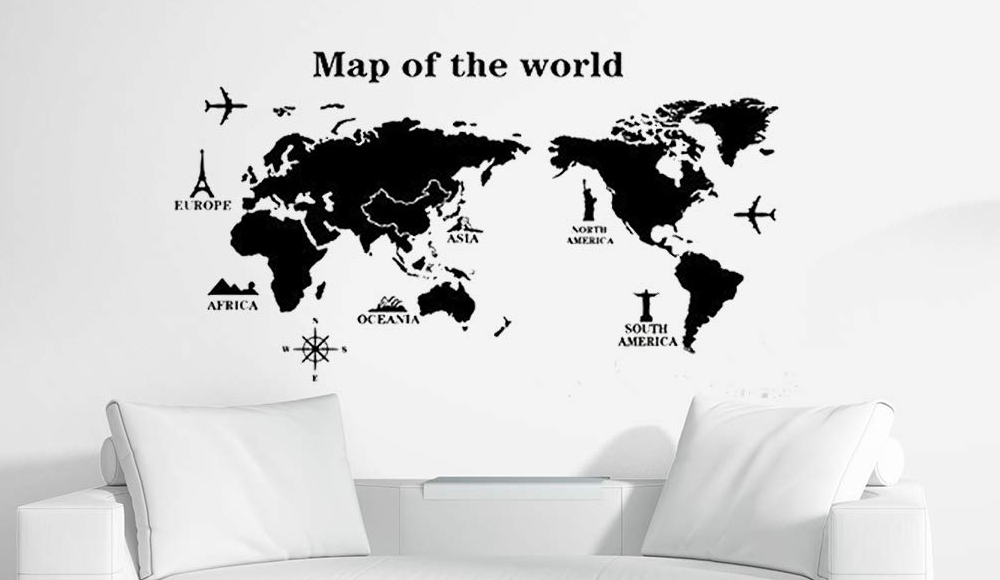 Map of the world
EUROPE
ASIA
NORTH
AMERICA
AFRICA
OCEANIA
SOUTH
AMERICA
N
W S
E